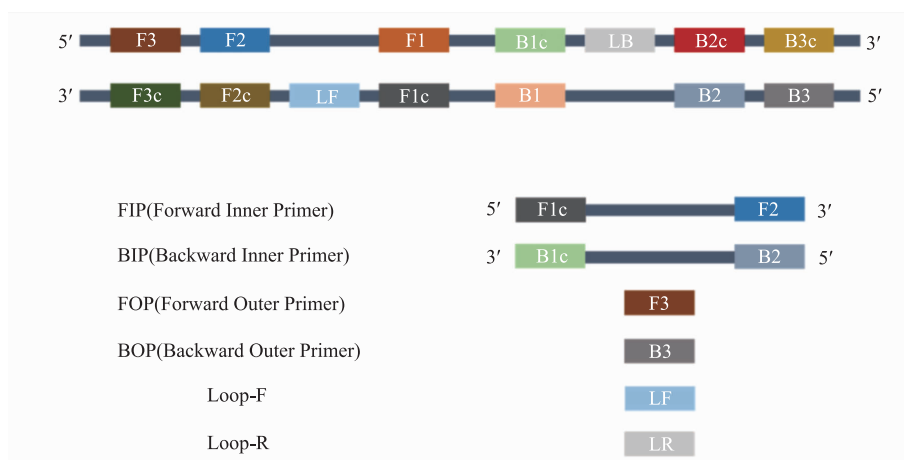 5′ F3 F2 F1 B1c LB B2c B3c 3′
3′ F3c F2c LF F1c B1 B2 B3 5′
FIP(Forward Inner Primer) 5′ F1c F2 3′
BIP(Backward Inner Primer) 3′ B1c B2 5′
FOP(Forward Outer Primer) F3
BOP(Backward Outer Primer) B3
Loop-F LF
Loop-R LR